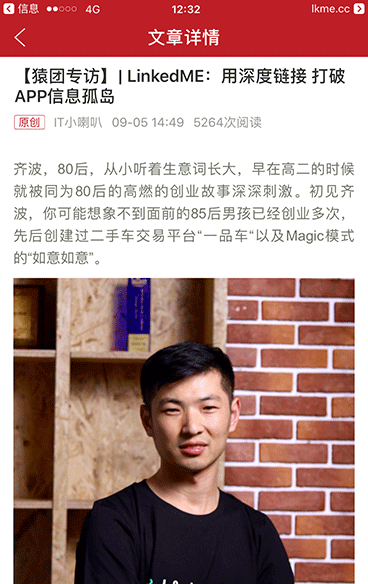 信息 4G 12:32 lkme.cc
文章详情
【猿团专访】| LinkedME：用深度链接 打破
APP信息孤岛
原创 IT小喇叭 09-05 14:49 5264次阅读
齐波，80后，从小听着生意词长大，早在高二的时候
就被同为80后的高燃的创业故事深深刺激。初见齐
波，你可能想象不到面前的85后男孩已经创业多次，
先后创建过二手车交易平台“一品车“以及Magic模式
的“如意如意”。